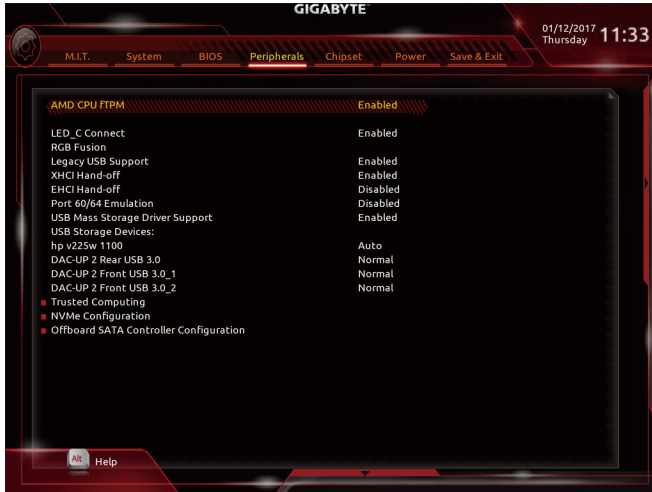 GIGABYTE™
01/12/2017
Thursday
11:33
M.I.T. System BIOS Peripherals Chipset Power Save & Exit
AMD CPU fTPM Enabled
LED_C Connect Enabled
RGB Fusion
Legacy USB Support Enabled
XHCI Hand-off Enabled
EHCI Hand-off Disabled
Port 60/64 Emulation Disabled
USB Mass Storage Driver Support Enabled
USB Storage Devices:
hp v225w 1100 Auto
DAC-UP 2 Rear USB 3.0 Normal
DAC-UP 2 Front USB 3.0_1 Normal
DAC-UP 2 Front USB 3.0_2 Normal
Trusted Computing
NVMe Configuration
Offboard SATA Controller Configuration
Alt Help